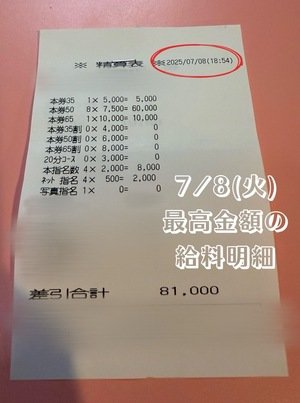 ※ 精算表 ※2025/07/08(18:54)
本券35 1× 5,000= 5,000
本券50 8× 7,500= 60,000
本券65 1×10,000= 10,000
本券35割 0× 4,000= 0
本券50割 0× 6,000= 0
本券65割 0× 8,000= 0
20分コース 0× 3,000= 0
本指名数 4× 2,000= 8,000
ネット 指名 4× 500= 2,000
写真指名 1× 0= 0
7/8(火)
最高金額の
給料明細
差引合計 81,000